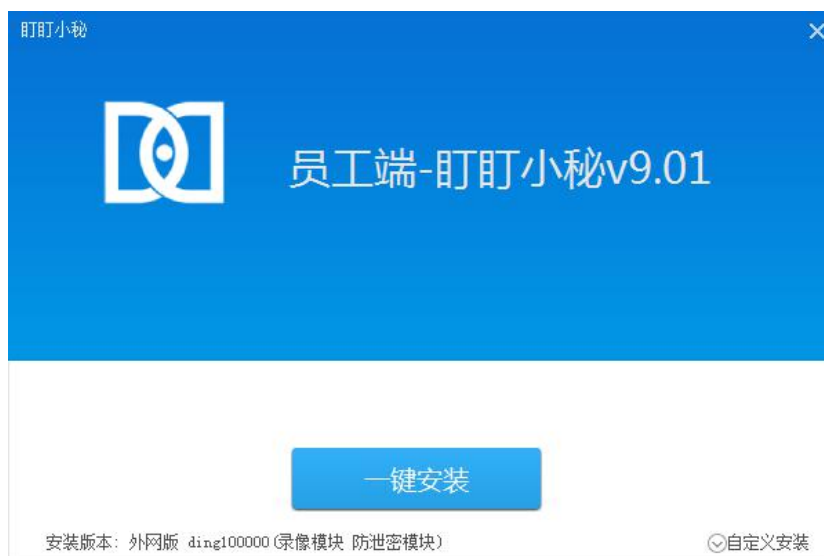 盯盯小秘
员工端-盯盯小秘v9.01
一键安装
安装版本: 外网版 ding100000(录像模块 防泄密模块)
自定义安装